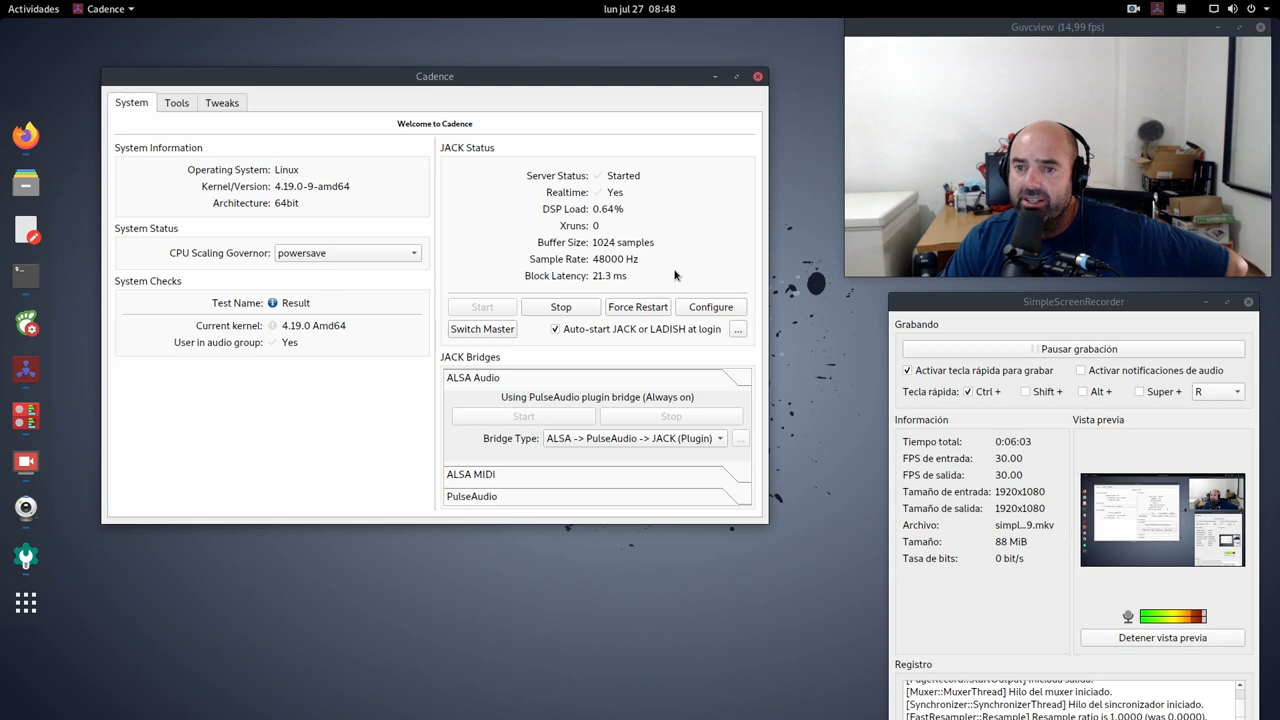 Actividades
Cadence
lun jul 27 08:48
Guvcview (14,99 fps)
Cadence
System
Tools
Tweaks
Welcome to Cadence
System Information
Operating System: Linux
Kernel/Version: 4.19.0-9-amd64
Architecture: 64bit
System Status
CPU Scaling Governor: powersave
System Checks
Test Name: Result
Current kernel: 4.19.0 Amd64
User in audio group: Yes
JACK Status
Server Status: Started
Realtime: Yes
DSP Load: 0.64%
Xruns: 0
Buffer Size: 1024 samples
Sample Rate: 48000 Hz
Block Latency: 21.3 ms
Start
Stop
Force Restart
Configure
Switch Master
Auto-start JACK or LADISH at login
...
JACK Bridges
ALSA Audio
Using PulseAudio plugin bridge (Always on)
Start
Stop
Bridge Type: ALSA -> PulseAudio -> JACK (Plugin)
...
ALSA MIDI
PulseAudio
SimpleScreenRecorder
Grabando
Pausar grabación
Activar tecla rápida para grabar
Activar notificaciones de audio
Tecla rápida: Ctrl + Shift + Alt + Super + R
Información
Tiempo total: 0:06:03
FPS de entrada: 30.00
FPS de salida: 30.00
Tamaño de entrada: 1920x1080
Tamaño de salida: 1920x1080
Archivo: simpl...9.mkv
Tamaño: 88 MiB
Tasa de bits: 0 bit/s
Vista previa
Detener vista previa
Registro
[PageRecord::StartOutput] Iniciada salida.
[Muxer::MuxerThread] Hilo del muxer iniciado.
[Synchronizer::SynchronizerThread] Hilo del sincronizador iniciado.
[FastResampler::Resample] Resample ratio is 1.0000 (was 0.0000).